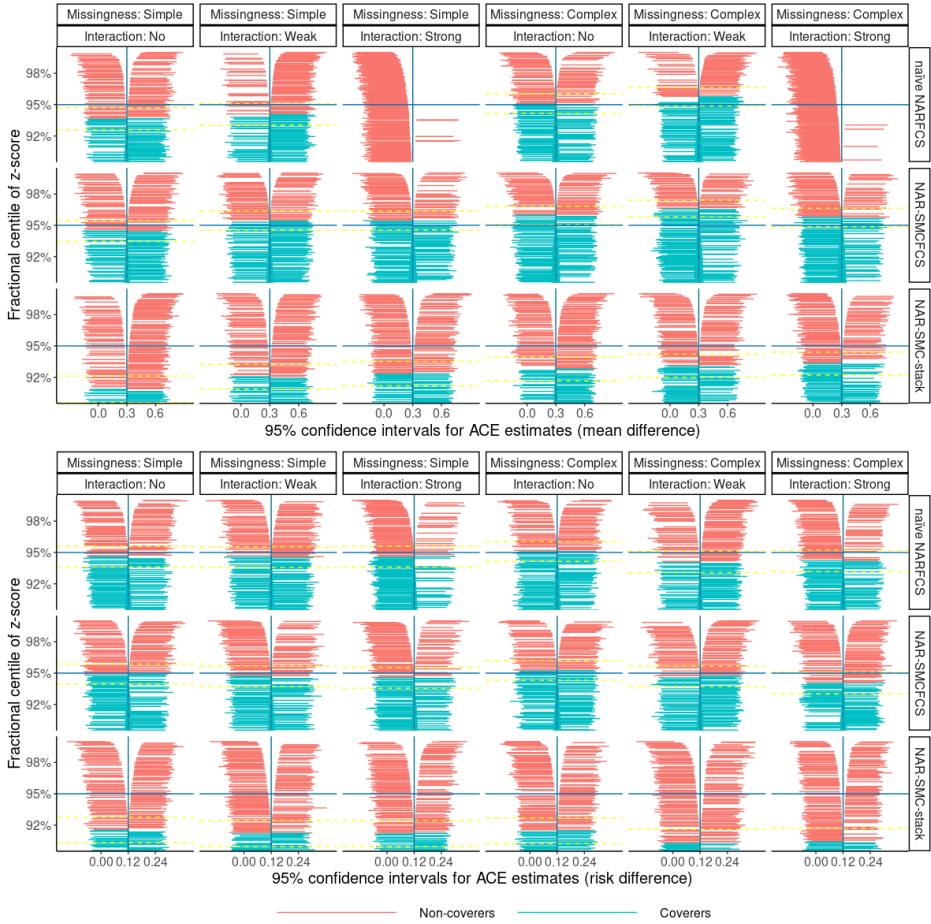 Missingness: Simple Missingness: Simple Missingness: Simple Missingness: Complex Missingness: Complex Missingness: Complex
Interaction: No Interaction: Weak Interaction: Strong Interaction: No Interaction: Weak Interaction: Strong
98%
95%
92%
naïve NARFCS
98%
95%
92%
NAR-SMCFCS
98%
95%
92%
NAR-SMC-stack
Fractional centile of z-score
0.0 0.3 0.6 0.0 0.3 0.6 0.0 0.3 0.6 0.0 0.3 0.6 0.0 0.3 0.6 0.0 0.3 0.6
95% confidence intervals for ACE estimates (mean difference)
Missingness: Simple Missingness: Simple Missingness: Simple Missingness: Complex Missingness: Complex Missingness: Complex
Interaction: No Interaction: Weak Interaction: Strong Interaction: No Interaction: Weak Interaction: Strong
98%
95%
92%
naïve NARFCS
98%
95%
92%
NAR-SMCFCS
98%
95%
92%
NAR-SMC-stack
Fractional centile of z-score
0.00 0.12 0.24 0.00 0.12 0.24 0.00 0.12 0.24 0.00 0.12 0.24 0.00 0.12 0.24 0.00 0.12 0.24
95% confidence intervals for ACE estimates (risk difference)
Non-coverers Coverers